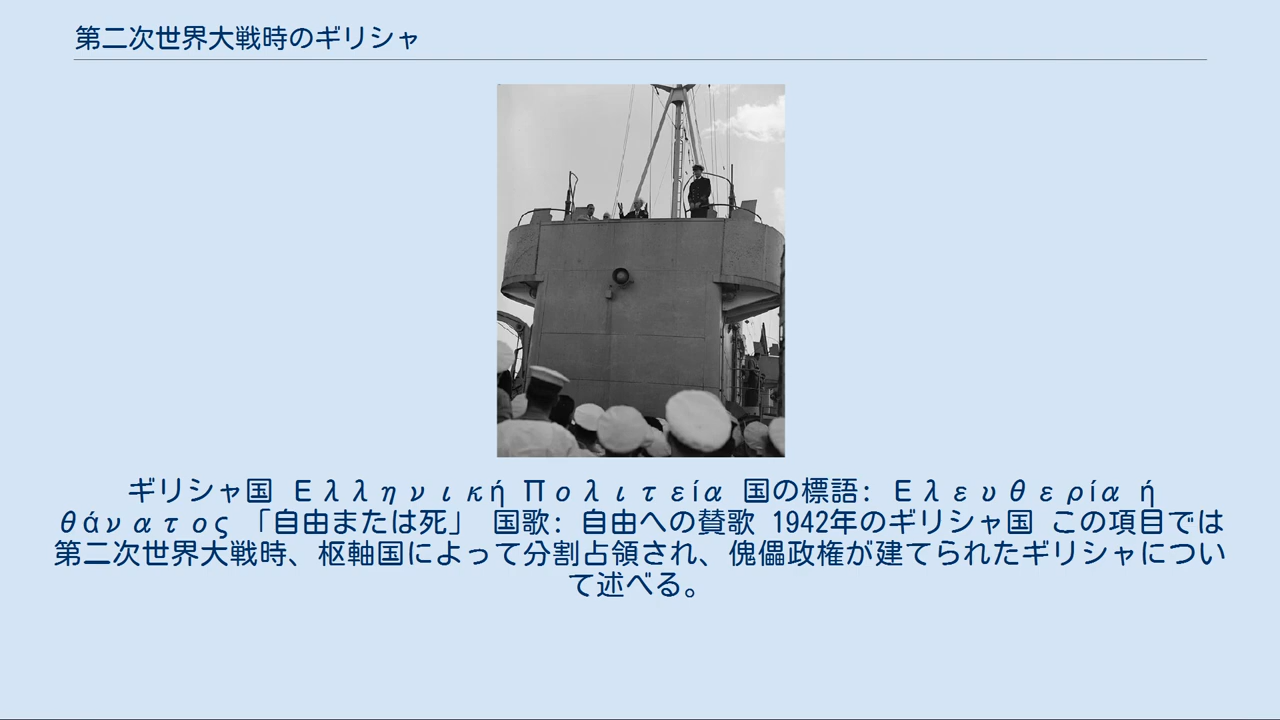 第二次世界大戦時のギリシャ
ギリシャ国 Ελληνική Πολιτεία 国の標語: Ελευθερία ή
θάνατος 「自由または死」 国歌: 自由への賛歌 1942年のギリシャ国 この項目では
第二次世界大戦時、枢軸国によって分割占領され、傀儡政権が建てられたギリシャについ
て述べる。